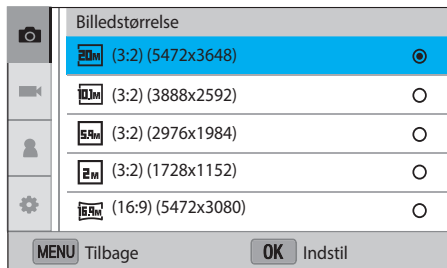 Billedstørrelse
20M (3:2) (5472x3648)
10.1M (3:2) (3888x2592)
5.9M (3:2) (2976x1984)
2M (3:2) (1728x1152)
16.9M (16:9) (5472x3080)
MENU Tilbage OK Indstil